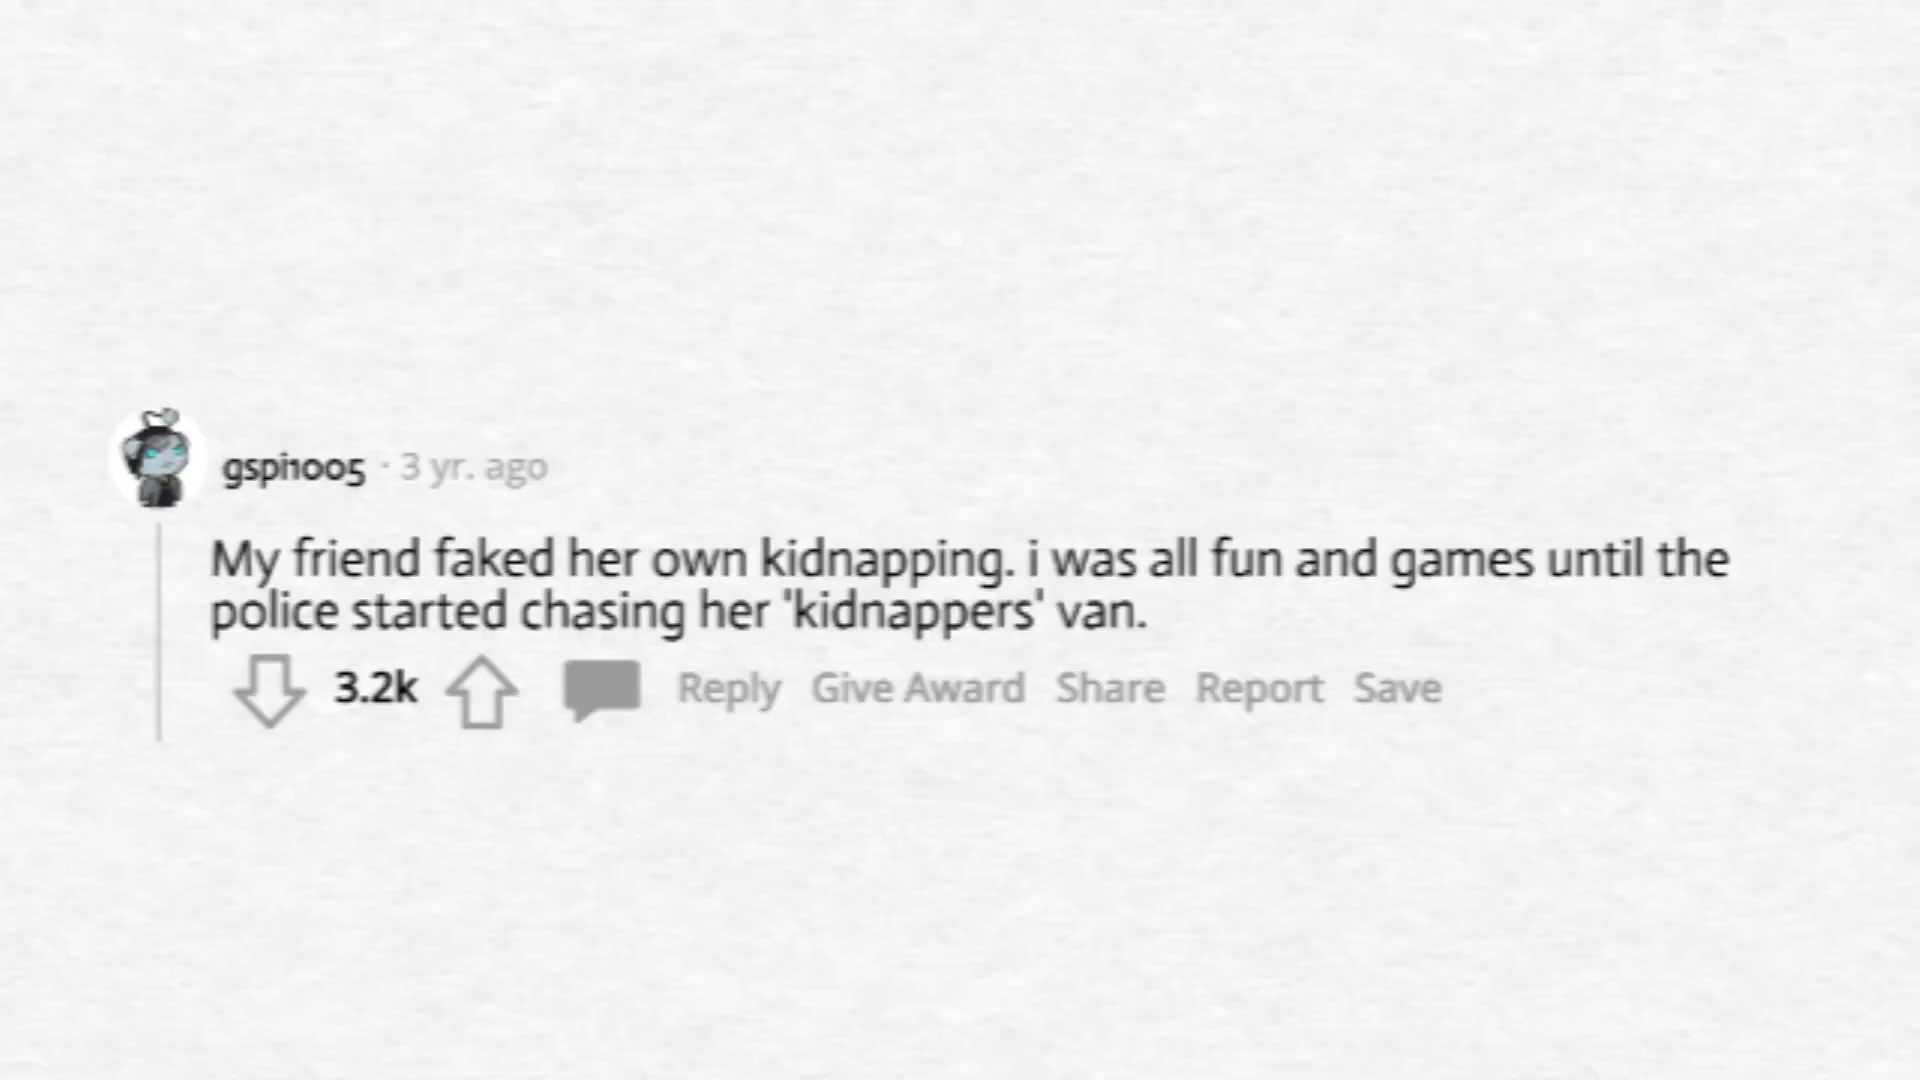 gspi1005 · 3 yr. ago
My friend faked her own kidnapping. i was all fun and games until the
police started chasing her 'kidnappers' van.
3.2k Reply Give Award Share Report Save